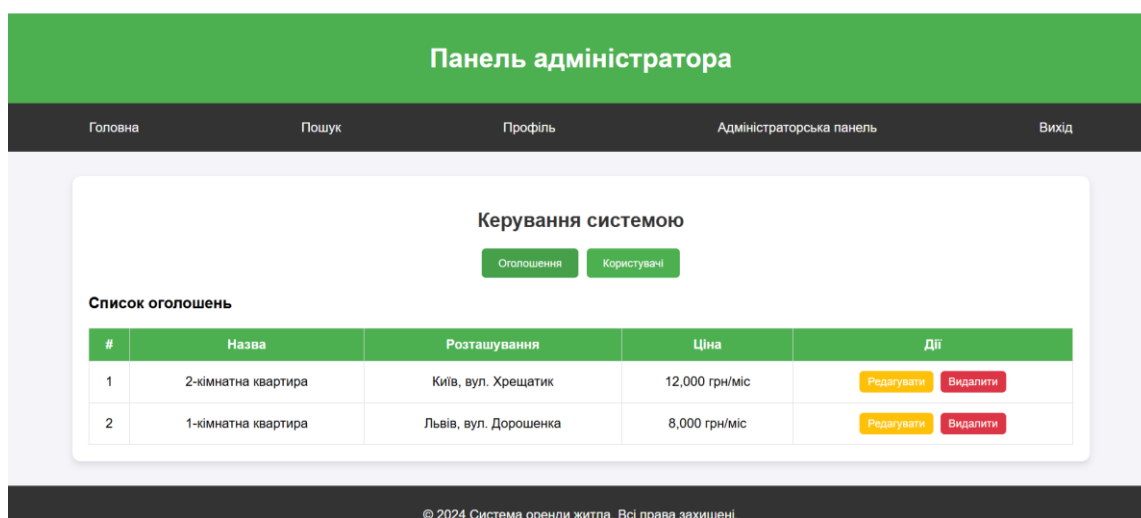 Панель адміністратора
Головна Пошук Профіль Адміністраторська панель Вихід
Керування системою
Оголошення Користувачі
Список оголошень
# Назва Розташування Ціна Дії
1 2-кімнатна квартира Київ, вул. Хрещатик 12,000 грн/міс Редагувати Видалити
2 1-кімнатна квартира Львів, вул. Дорошенка 8,000 грн/міс Редагувати Видалити
© 2024 Система оренди житла. Всі права захищені.